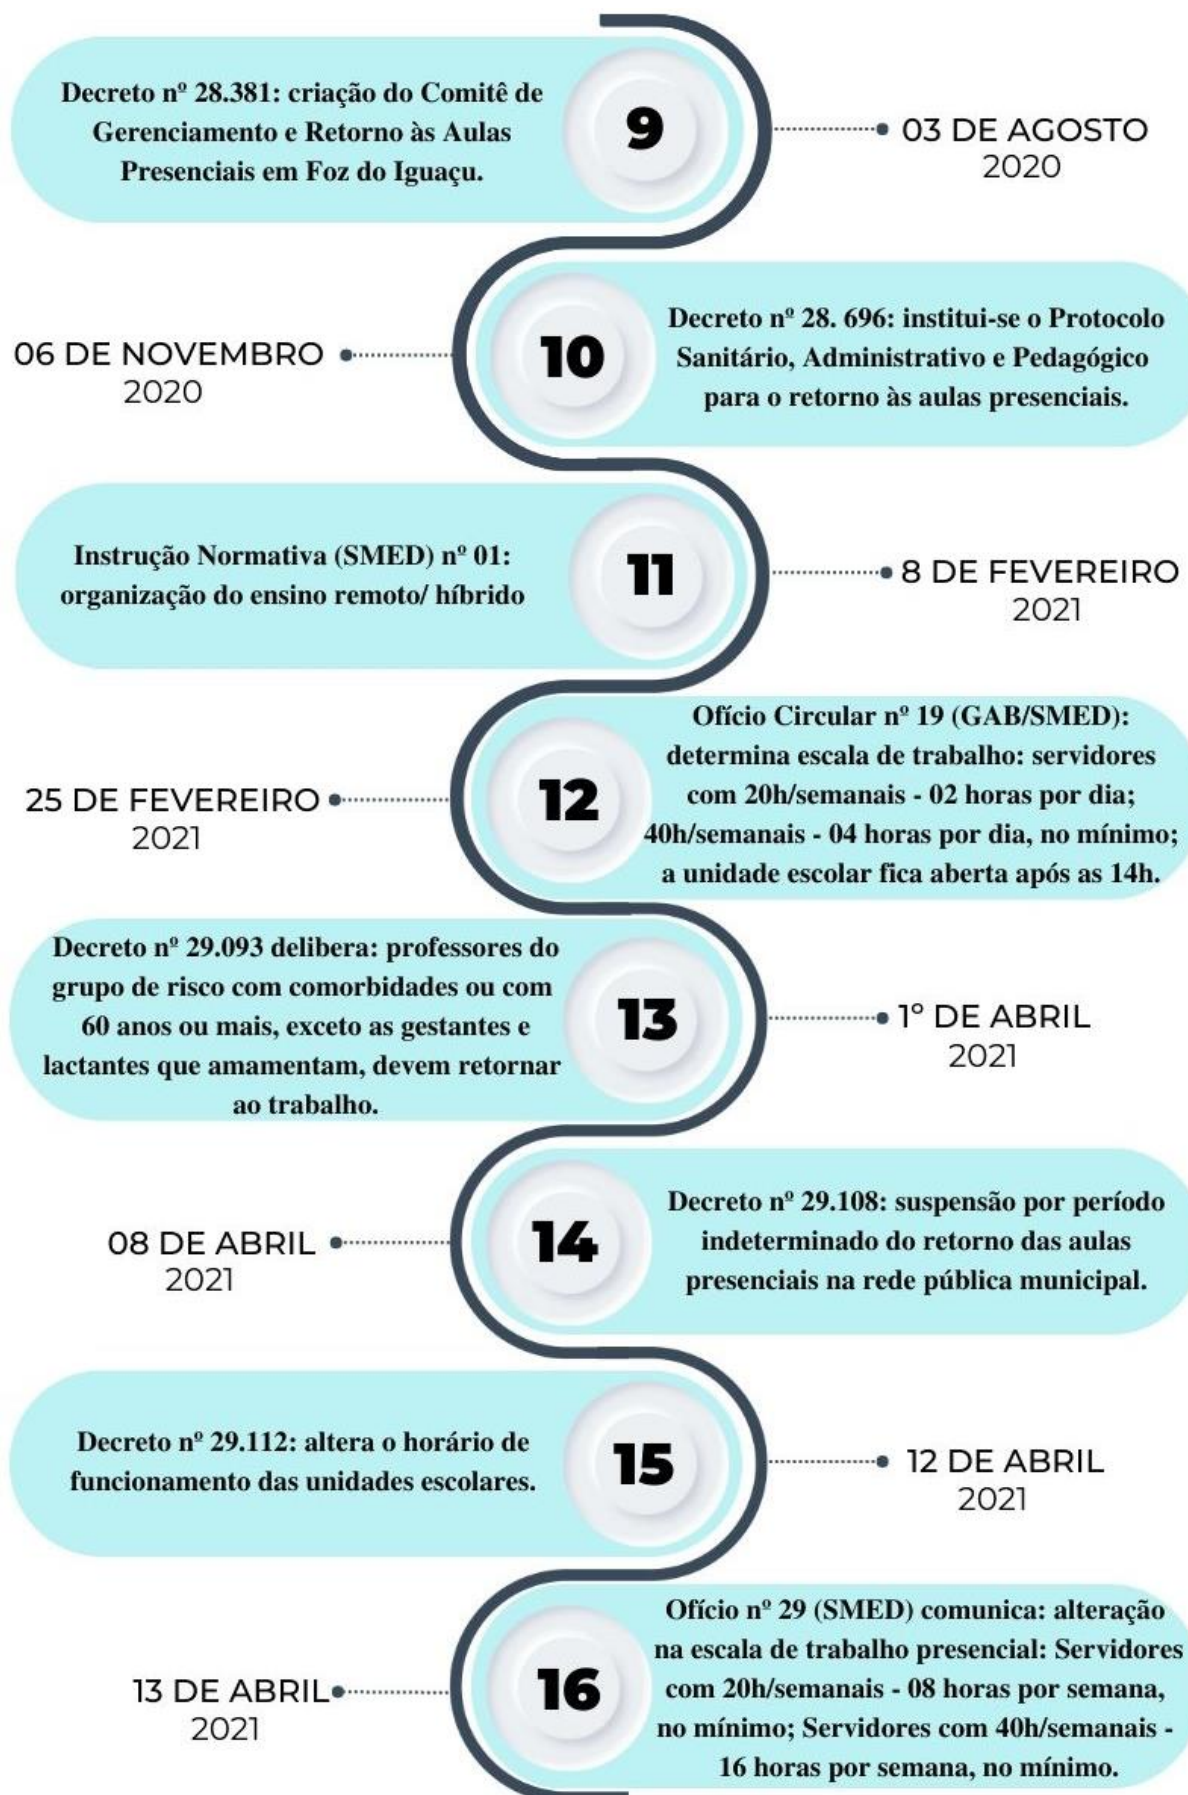 Decreto nº 28.381: criação do Comitê de
Gerenciamento e Retorno às Aulas
Presenciais em Foz do Iguaçu.
9
03 DE AGOSTO
2020
06 DE NOVEMBRO
2020
10
Decreto nº 28. 696: institui-se o Protocolo
Sanitário, Administrativo e Pedagógico
para o retorno às aulas presenciais.
Instrução Normativa (SMED) nº 01:
organização do ensino remoto/ híbrido
11
8 DE FEVEREIRO
2021
25 DE FEVEREIRO
2021
12
Ofício Circular nº 19 (GAB/SMED):
determina escala de trabalho: servidores
com 20h/semanais - 02 horas por dia;
40h/semanais - 04 horas por dia, no mínimo;
a unidade escolar fica aberta após as 14h.
Decreto nº 29.093 delibera: professores do
grupo de risco com comorbidades ou com
60 anos ou mais, exceto as gestantes e
lactantes que amamentam, devem retornar
ao trabalho.
13
1º DE ABRIL
2021
08 DE ABRIL
2021
14
Decreto nº 29.108: suspensão por período
indeterminado do retorno das aulas
presenciais na rede pública municipal.
Decreto nº 29.112: altera o horário de
funcionamento das unidades escolares.
15
12 DE ABRIL
2021
13 DE ABRIL
2021
16
Ofício nº 29 (SMED) comunica: alteração
na escala de trabalho presencial: Servidores
com 20h/semanais - 08 horas por semana,
no mínimo; Servidores com 40h/semanais -
16 horas por semana, no mínimo.